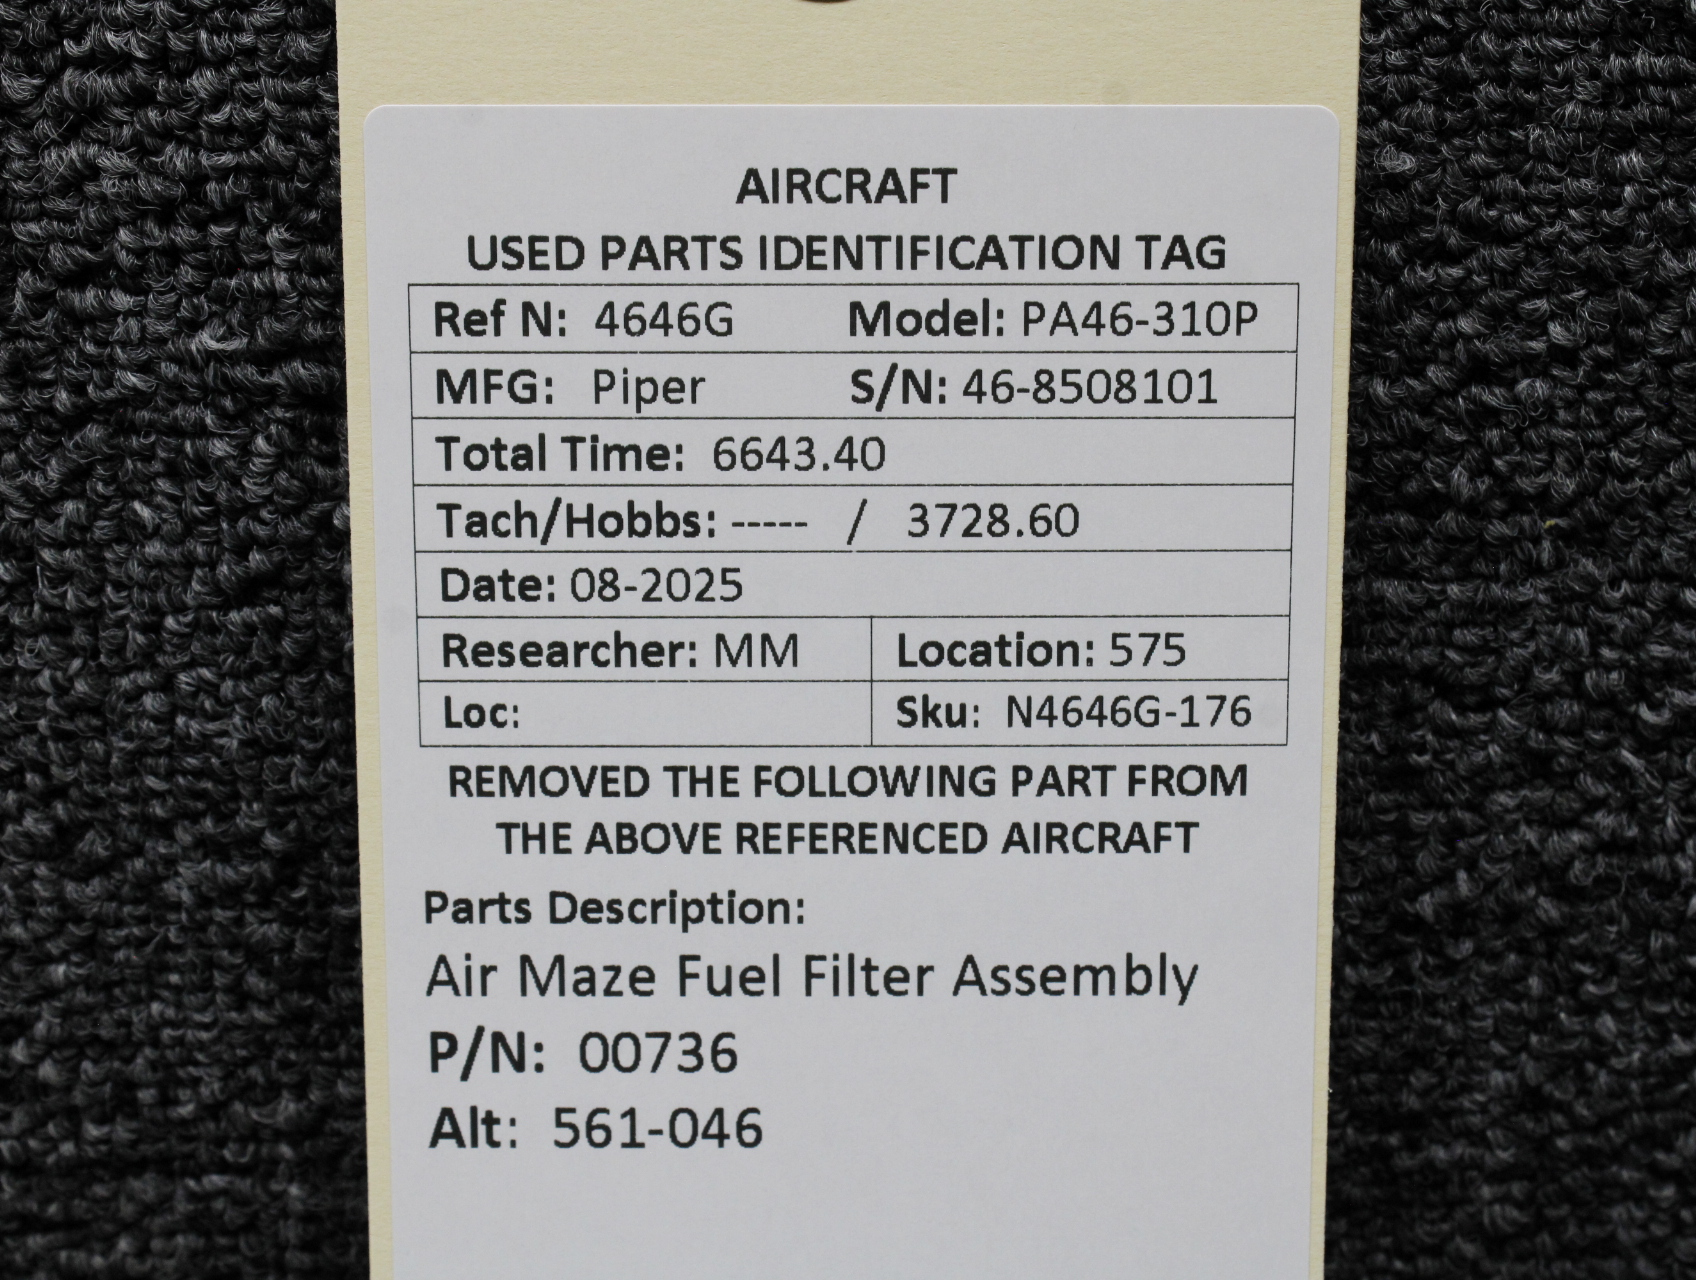 AIRCRAFT
USED PARTS IDENTIFICATION TAG
Ref N: 4646G Model: PA46-310P
MFG: Piper S/N: 46-8508101
Total Time: 6643.40
Tach/Hobbs: ----- / 3728.60
Date: 08-2025
Researcher: MM Location: 575
Loc: Sku: N4646G-176
REMOVED THE FOLLOWING PART FROM
THE ABOVE REFERENCED AIRCRAFT
Parts Description:
Air Maze Fuel Filter Assembly
P/N: 00736
Alt: 561-046